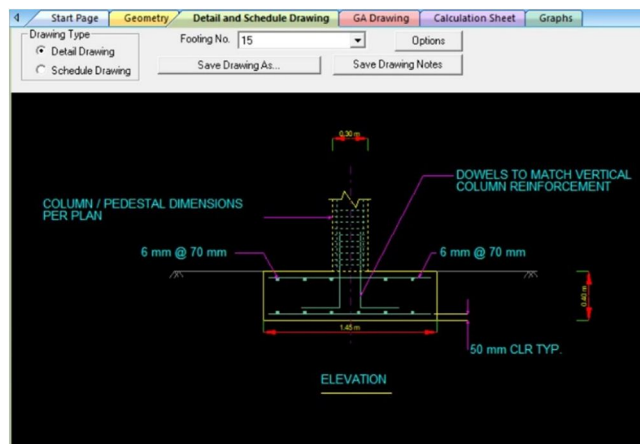 Start Page Geometry Detail and Schedule Drawing GA Drawing Calculation Sheet Graphs
Drawing Type
Detail Drawing
Schedule Drawing
Footing No. 15
Options
Save Drawing As...
Save Drawing Notes
0.30 m
DOWELS TO MATCH VERTICAL
COLUMN REINFORCEMENT
COLUMN / PEDESTAL DIMENSIONS
PER PLAN
6 mm @ 70 mm
6 mm @ 70 mm
0.40 m
1.45 m
50 mm CLR TYP.
ELEVATION